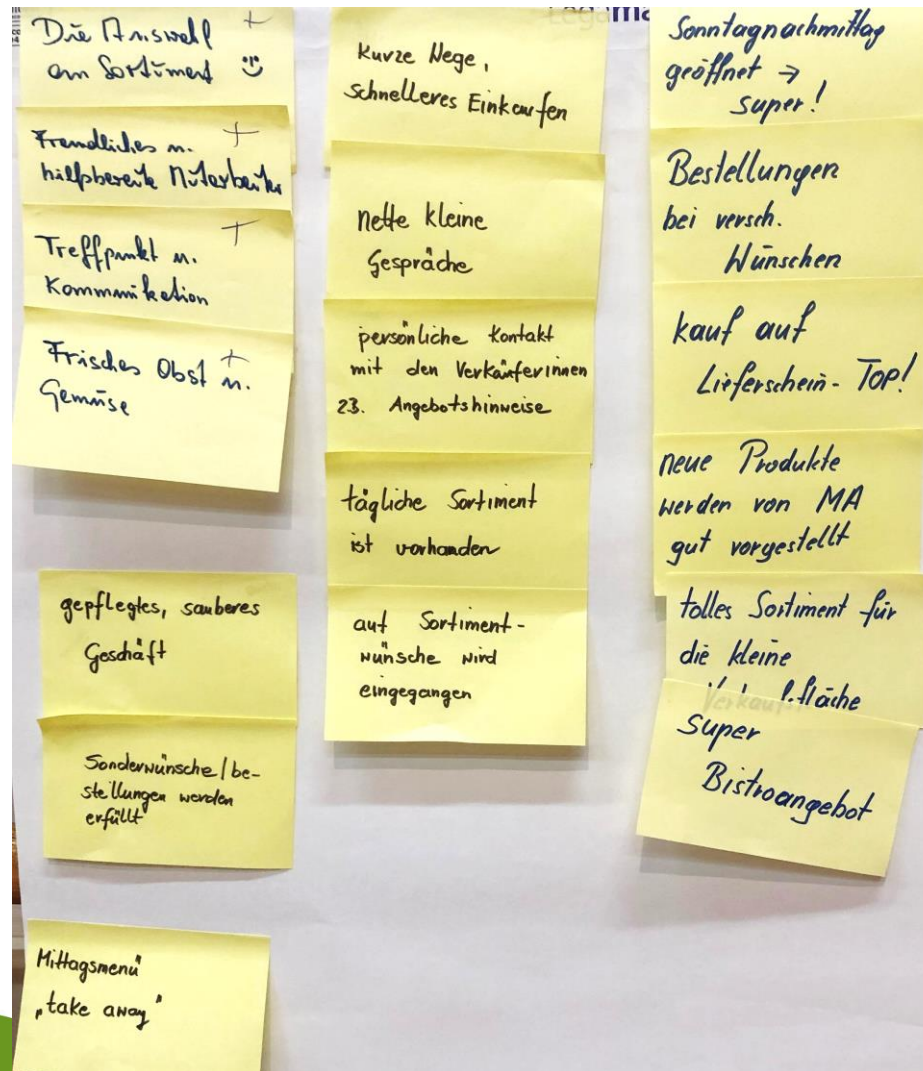 Die Auswahl +
am Sortiment
Freundliches u. +
hilfsbereite Mitarbeiter
Treffpunkt u. +
Kommunikation
Frisches Obst u. +
Gemüse
gepflegtes, sauberes
Geschäft
Sonderwünsche / be-
stellungen werden
erfüllt
Mittagsmenü
„take away"
kurze Wege,
schnelleres Einkaufen
nette kleine
Gespräche
persönliche Kontakt
mit den Verkäuferinnen
z.B. Angebotshinweise
tägliche Sortiment
ist vorhanden
auf Sortiment-
wünsche wird
eingegangen
Sonntagnachmittag
geöffnet →
super!
Bestellungen
bei versch.
Wünschen
kauf auf
Lieferschein - TOP!
neue Produkte
werden von MA
gut vorgestellt
tolles Sortiment für
die kleine
Verkaufsfläche
super
Bistroangebot